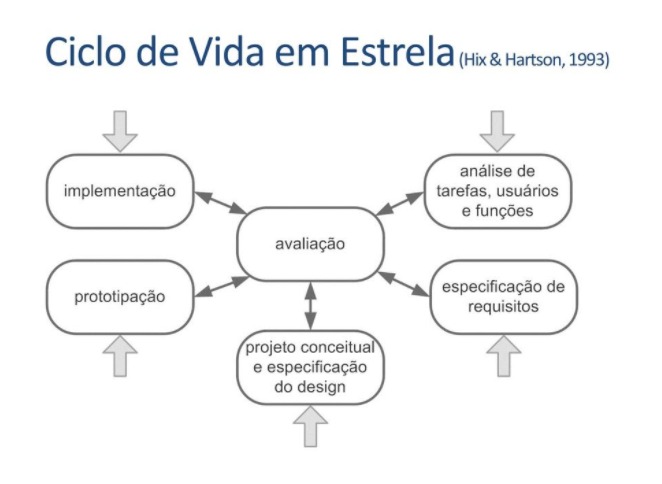 Ciclo de Vida em Estrela (Hix & Hartson, 1993)
implementação
análise de
tarefas, usuários
e funções
avaliação
prototipação
especificação de
requisitos
projeto conceitual
e especificação
do design